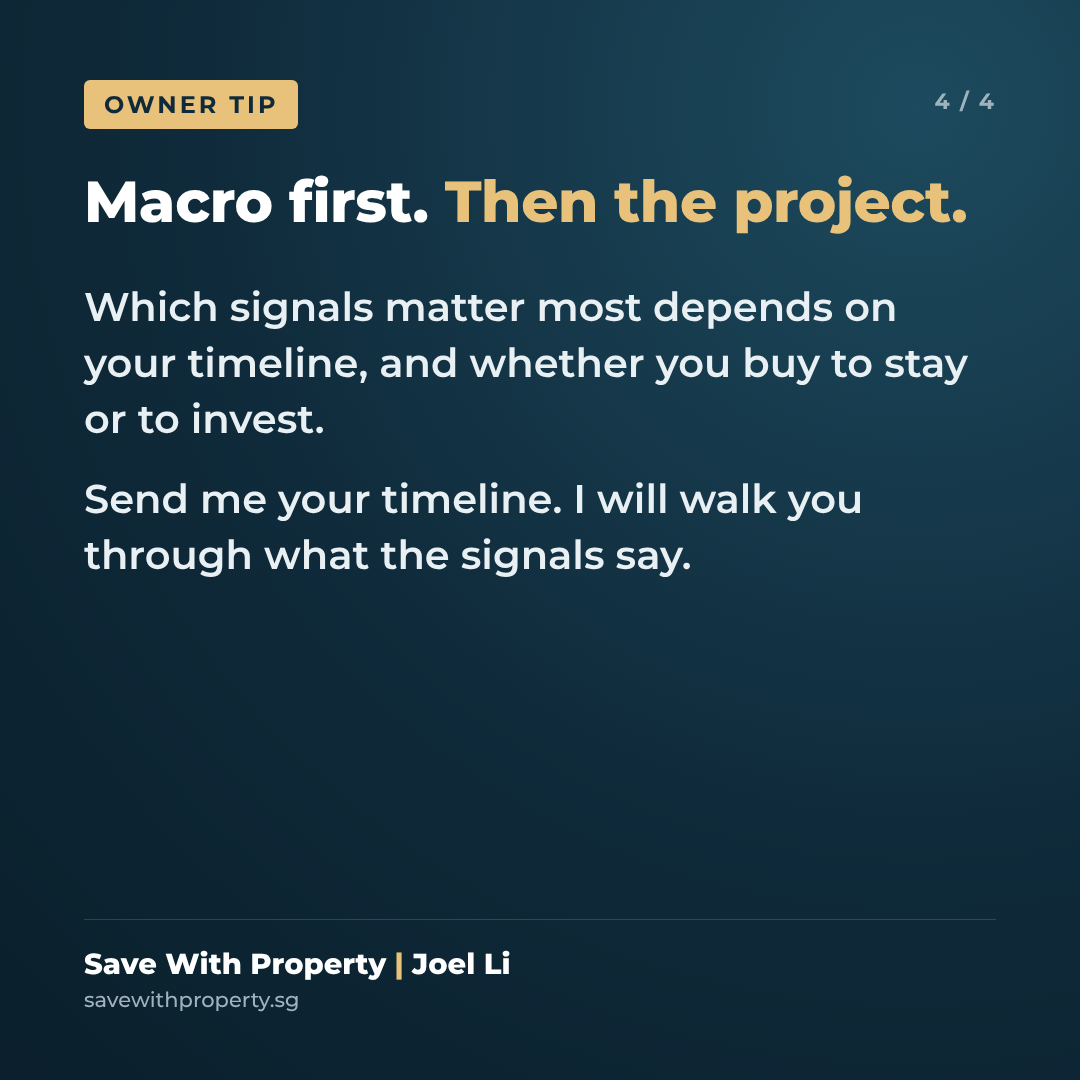 OWNER TIP
4 / 4
Macro first. Then the project.
Which signals matter most depends on
your timeline, and whether you buy to stay
or to invest.
Send me your timeline. I will walk you
through what the signals say.
Save With Property | Joel Li
savewithproperty.sg